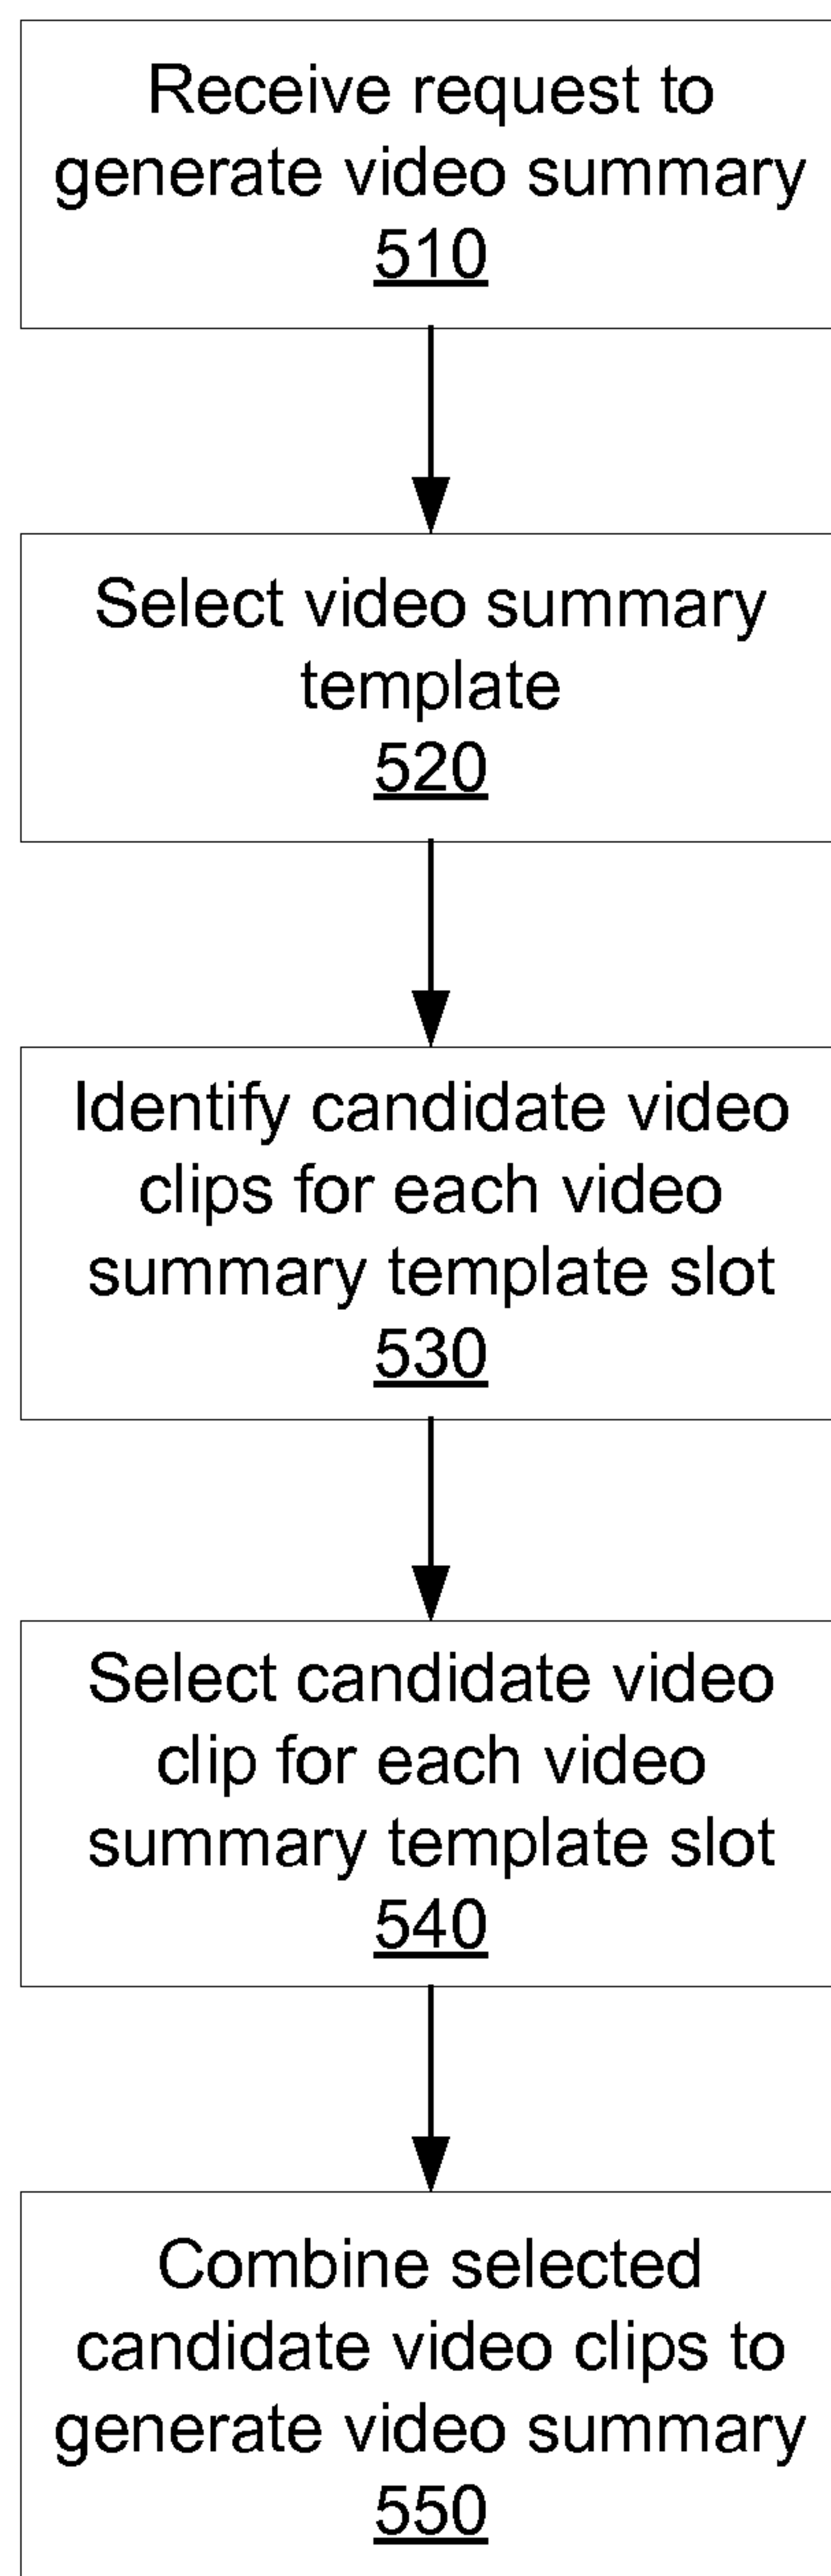 Receive request to
generate video summary
510
Select video summary
template
520
Identify candidate video
clips for each video
summary template slot
530
Select candidate video
clip for each video
summary template slot
540
Combine selected
candidate video clips to
generate video summary
550